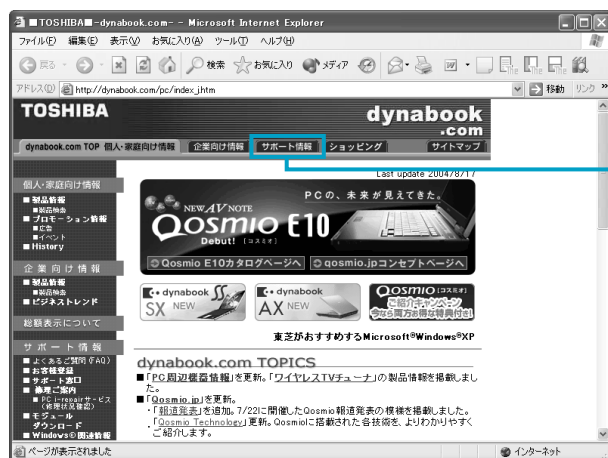 ■TOSHIBA■-dynabook.com- - Microsoft Internet Explorer
ファイル(F) 編集(E) 表示(V) お気に入り(A) ツール(T) ヘルプ(H)
戻る 検索 お気に入り メディア
アドレス(D) http://dynabook.com/pc/index_j.htm 移動 リンク »
TOSHIBA
dynabook
.com
dynabook.com TOP 個人・家庭向け情報 企業向け情報 サポート情報 ショッピング サイトマップ
Last update 2004/8/17
個人・家庭向け情報
■製品情報
■製品検索
■プロモーション情報
■広告
■イベント
■History
企業向け情報
■製品情報
■製品検索
■ビジネストレンド
総額表示について
サポート情報
■よくあるご質問(FAQ)
■お客様登録
■サポート窓口
■修理ご案内
■PC i-repairサービス
(修理状況確認)
■モジュール
ダウンロード
■Windows®関連情報
PCの、未来が見えてきた。
NEW AV NOTE
Qosmio E10
Debut! [コスミオ]
Qosmio E10カタログページへ
qosmio.jpコンセプトページへ
dynabook SS
SX NEW
dynabook
AX NEW
Qosmio [コスミオ]
ご紹介キャンペーン
今なら両方お得な特典付き!
東芝がおすすめするMicrosoft®Windows®XP
dynabook.com TOPICS
■「PC周辺機器情報」を更新。「ワイヤレスTVチューナ」の製品情報を掲載しました。
■「Qosmio.jp」を更新。
・「報道発表」を追加。7/22に開催したQosmio報道発表の模様を掲載しました。
・「Qosmio Technology」更新。Qosmioに搭載された各技術を、よりわかりやすく
ご紹介します。
ページが表示されました
インターネット